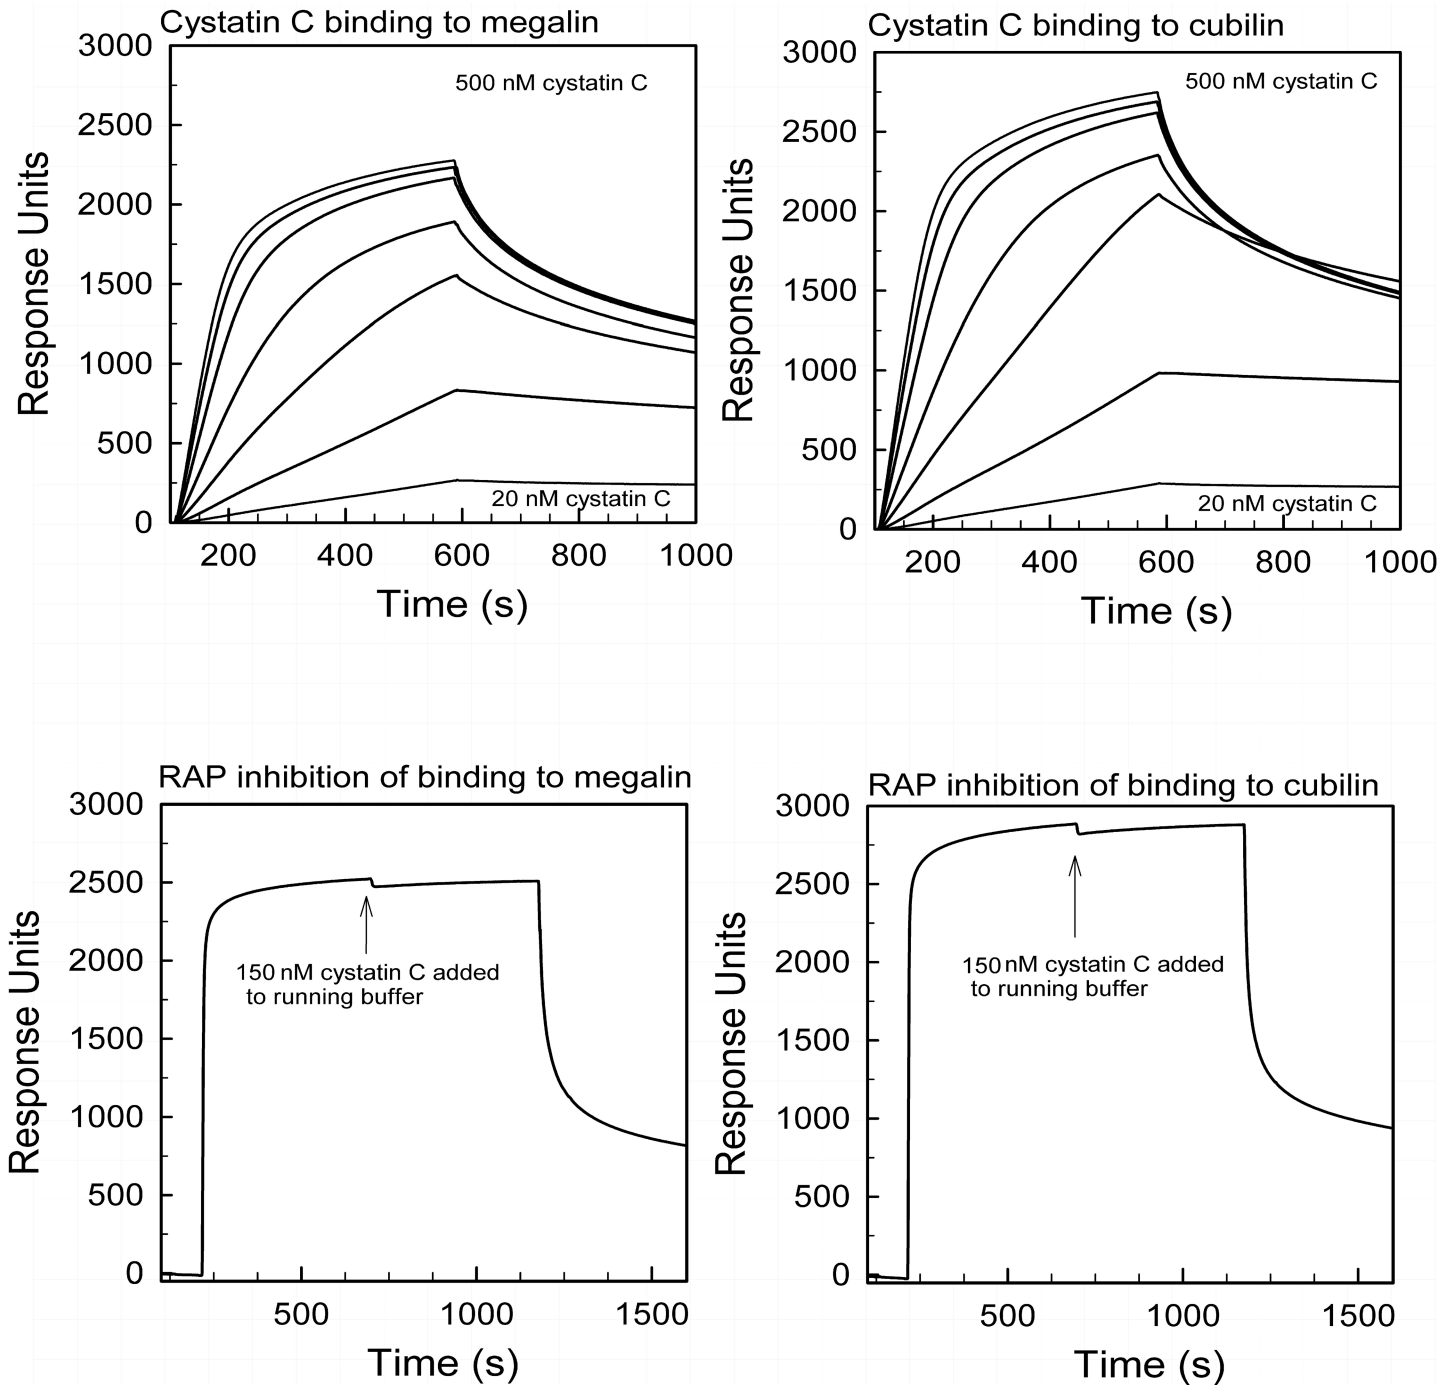 Cystatin C binding to megalin
3000
2500
2000
1500
1000
500
0
Response Units
500 nM cystatin C
20 nM cystatin C
200 400 600 800 1000
Time (s)
Cystatin C binding to cubilin
3000
2500
2000
1500
1000
500
0
Response Units
500 nM cystatin C
20 nM cystatin C
200 400 600 800 1000
Time (s)
RAP inhibition of binding to megalin
3000
2500
2000
1500
1000
500
0
Response Units
150 nM cystatin C added
to running buffer
500 1000 1500
Time (s)
RAP inhibition of binding to cubilin
3000
2500
2000
1500
1000
500
0
Response Units
150 nM cystatin C added
to running buffer
500 1000 1500
Time (s)